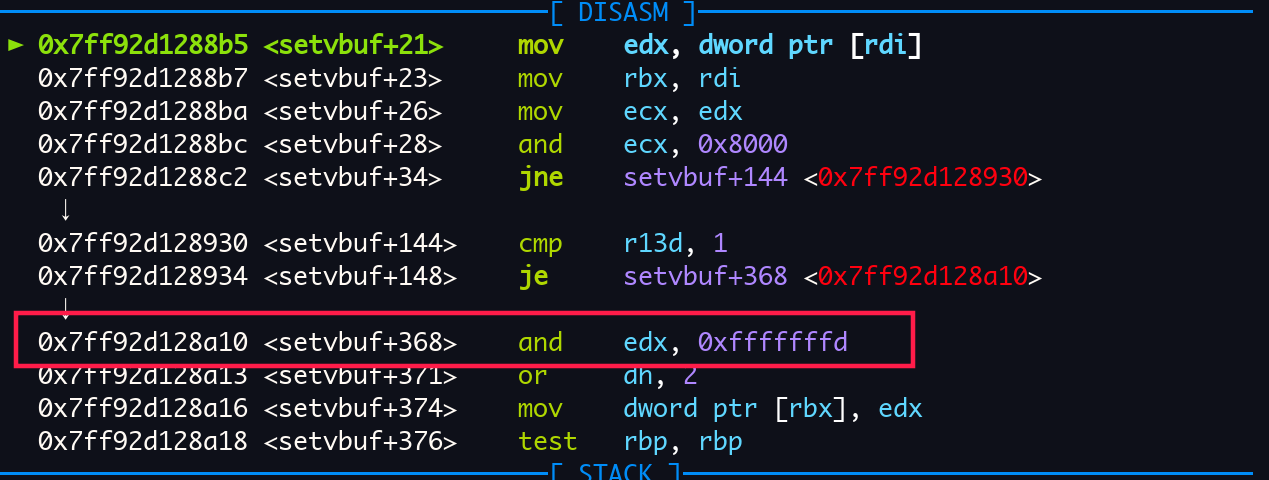 [ DISASM ]
► 0x7ff92d1288b5 <setvbuf+21> mov edx, dword ptr [rdi]
0x7ff92d1288b7 <setvbuf+23> mov rbx, rdi
0x7ff92d1288ba <setvbuf+26> mov ecx, edx
0x7ff92d1288bc <setvbuf+28> and ecx, 0x8000
0x7ff92d1288c2 <setvbuf+34> jne setvbuf+144 <0x7ff92d128930>
↓
0x7ff92d128930 <setvbuf+144> cmp r13d, 1
0x7ff92d128934 <setvbuf+148> je setvbuf+368 <0x7ff92d128a10>
↓
0x7ff92d128a10 <setvbuf+368> and edx, 0xfffffffd
0x7ff92d128a13 <setvbuf+371> or dh, 2
0x7ff92d128a16 <setvbuf+374> mov dword ptr [rbx], edx
0x7ff92d128a18 <setvbuf+376> test rbp, rbp
[ STACK ]